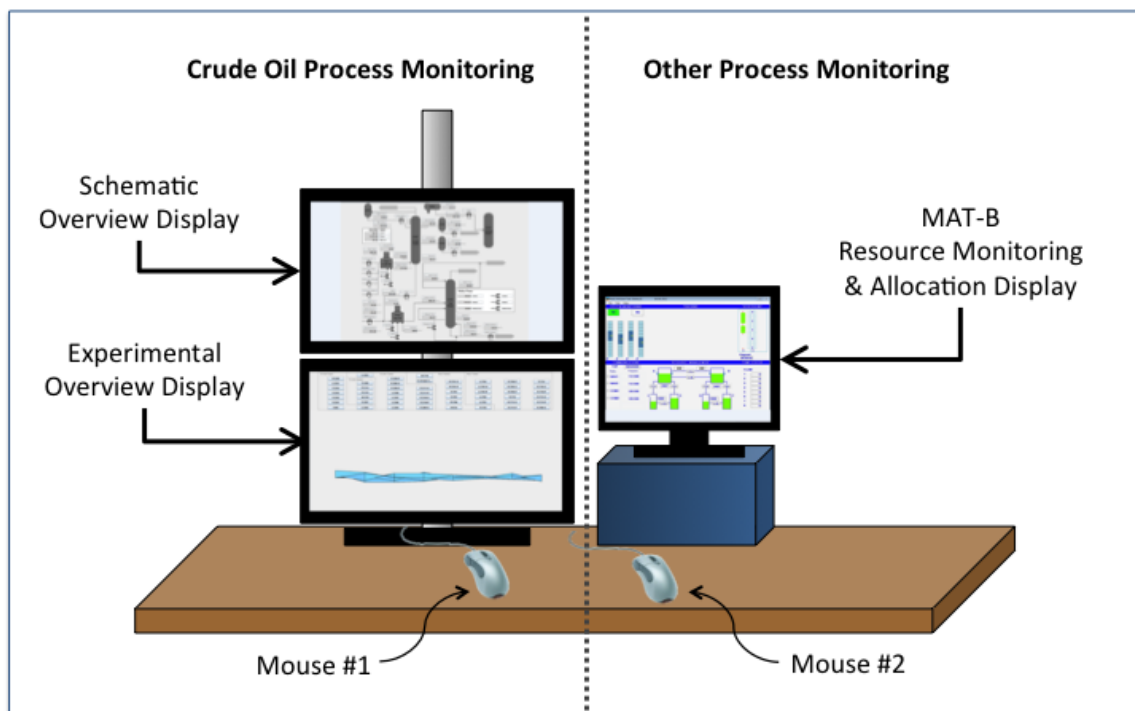 Crude Oil Process Monitoring
Other Process Monitoring
Schematic
Overview Display
Experimental
Overview Display
MAT-B
Resource Monitoring
& Allocation Display
Mouse #1
Mouse #2